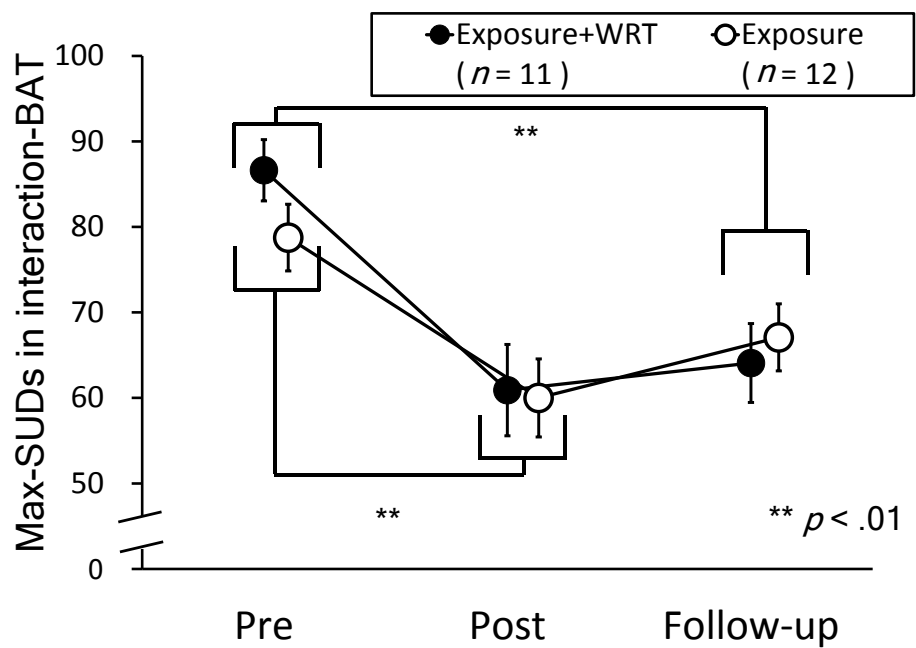 Exposure+WRT
( n = 11 )
Exposure
( n = 12 )
Max-SUDs in interaction-BAT
100
90
80
70
60
50
0
**
**
** p < .01
Pre
Post
Follow-up